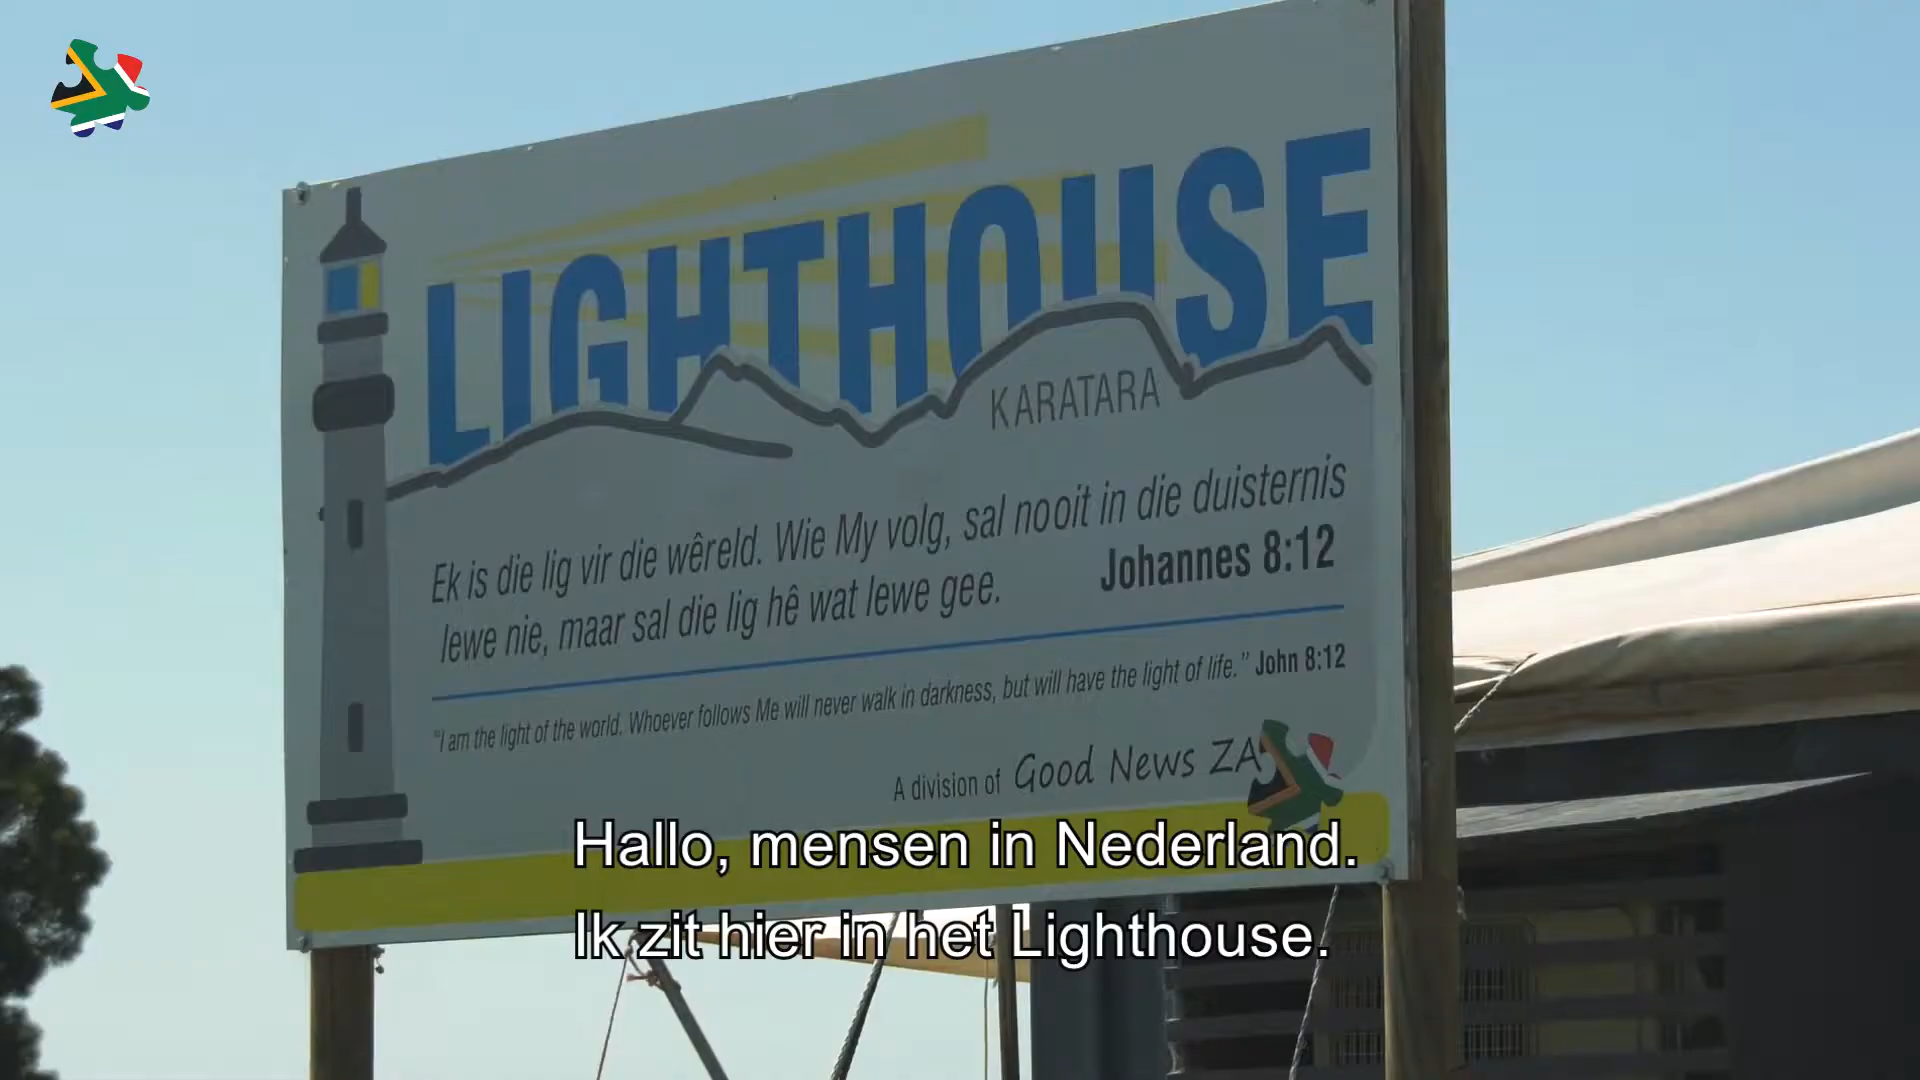 LIGHTHOUSE
KARATARA
Ek is die lig vir die wêreld. Wie My volg, sal nooit in die duisternis
lewe nie, maar sal die lig hê wat lewe gee. Johannes 8:12
"I am the light of the world. Whoever follows Me will never walk in darkness, but will have the light of life." John 8:12
A division of Good News ZA
Hallo, mensen in Nederland.
Ik zit hier in het Lighthouse.